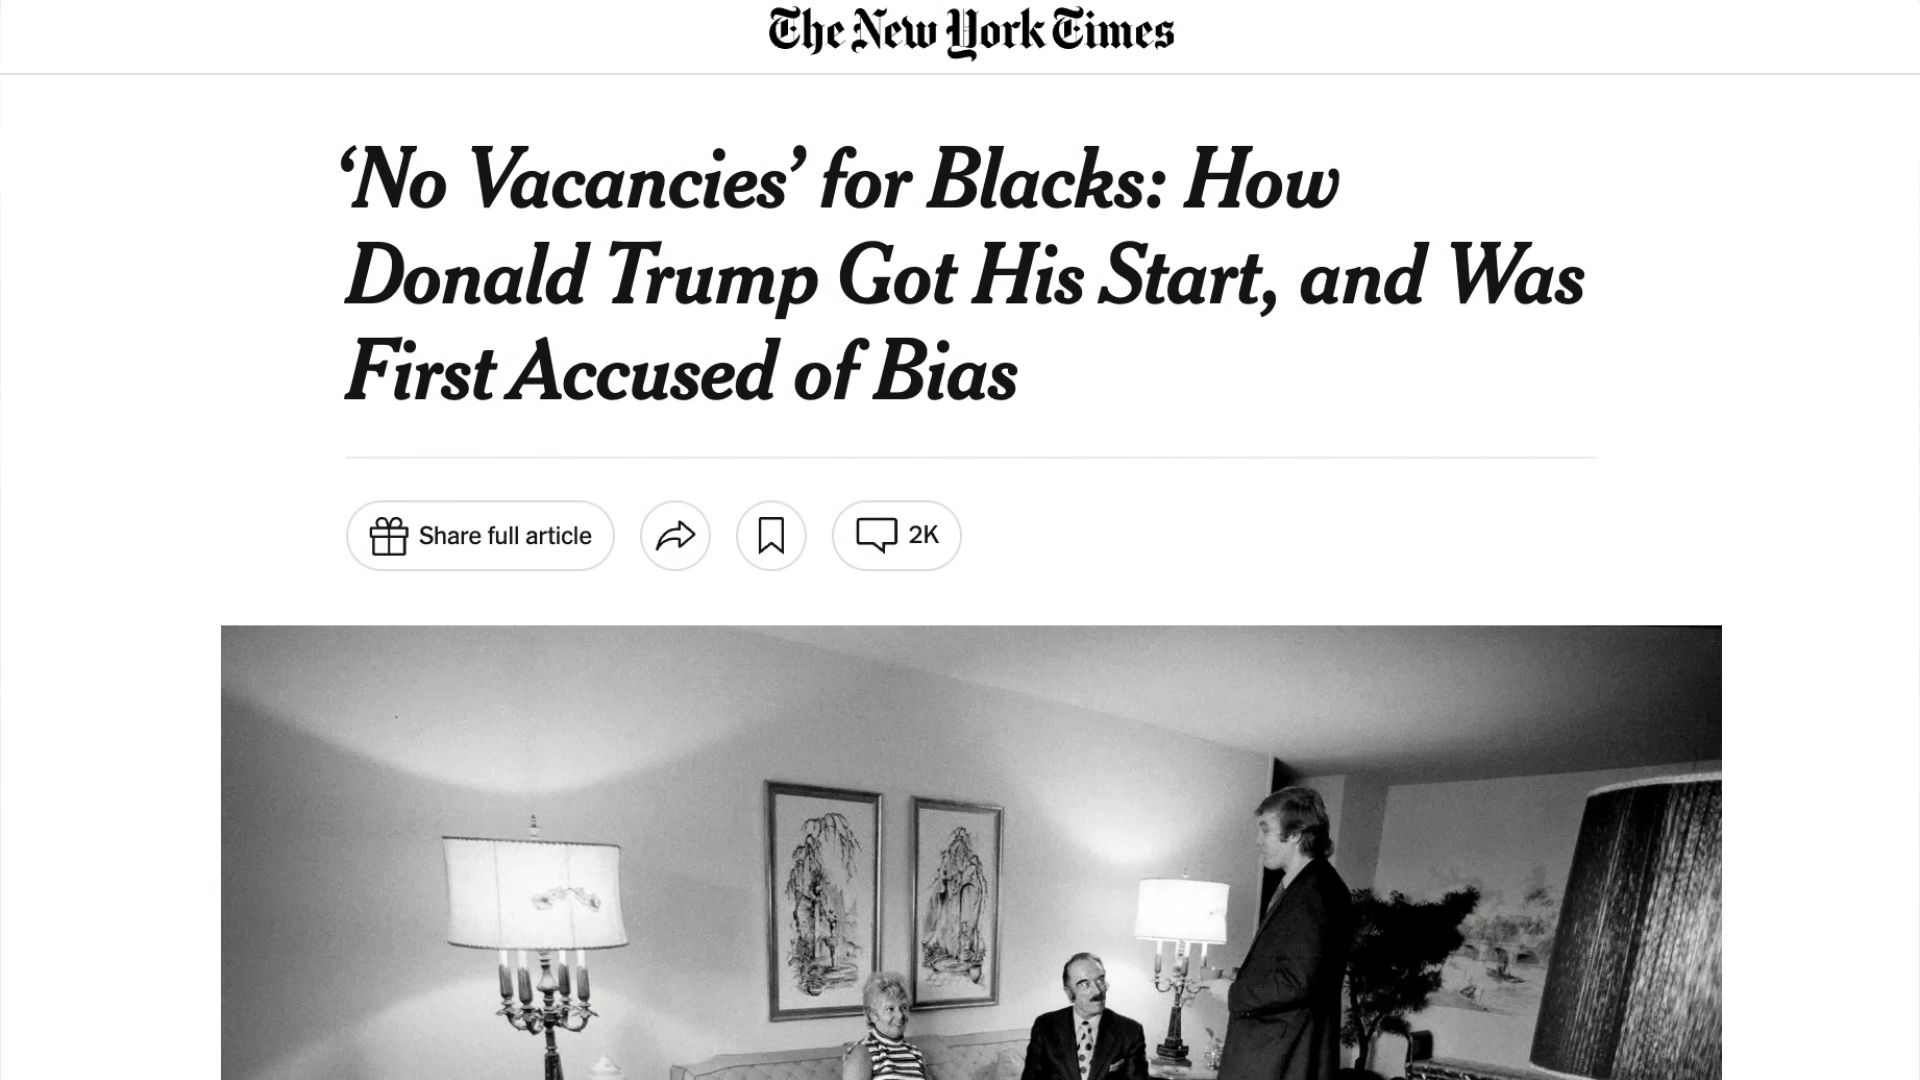 The New York Times
‘No Vacancies’ for Blacks: How
Donald Trump Got His Start, and Was
First Accused of Bias
Share full article
2K